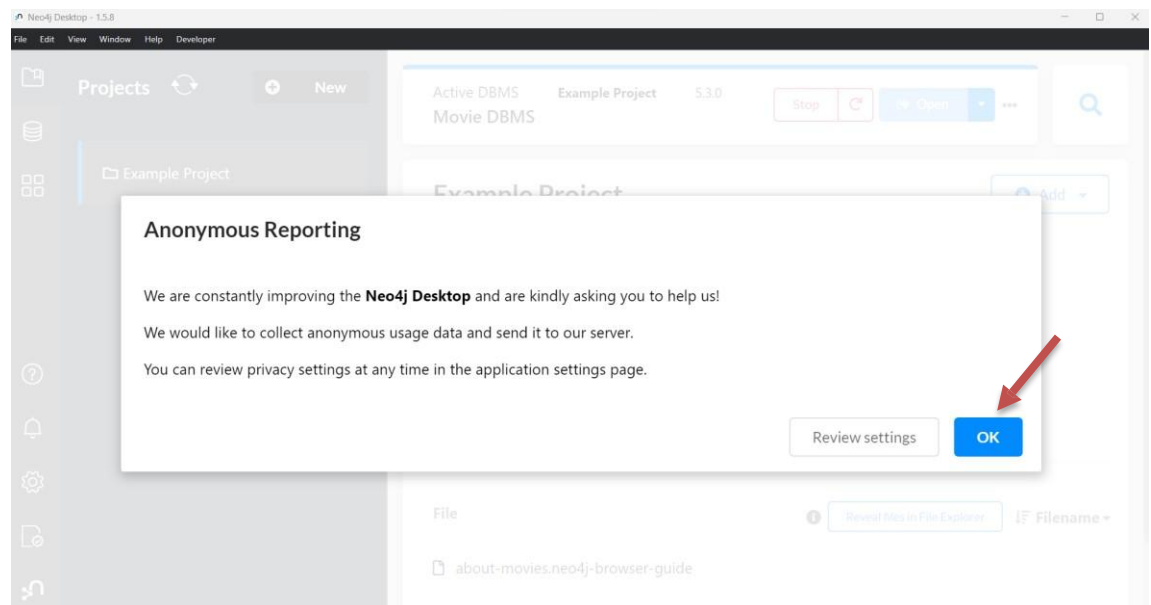 Neo4j Desktop - 1.5.8
File Edit View Window Help Developer
Projects
New
Active DBMS Example Project 5.3.0
Movie DBMS
Stop
Open
Example Project
Example Project
Add
Anonymous Reporting
We are constantly improving the Neo4j Desktop and are kindly asking you to help us!
We would like to collect anonymous usage data and send it to our server.
You can review privacy settings at any time in the application settings page.
Review settings
OK
File
Reveal files in File Explorer
Filename
about-movies.neo4j-browser-guide